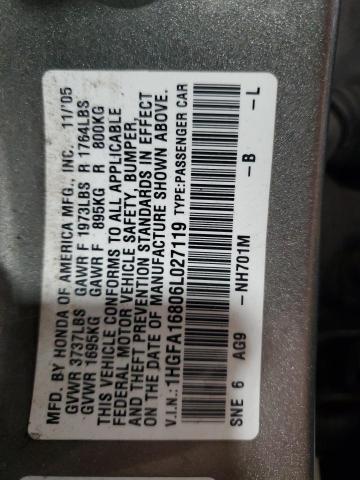 MFD. BY HONDA OF AMERICA MFG., INC. 11/'05
GVWR 3737LBS GAWR F 1973LBS R 1764LBS
GVWR 1695KG GAWR F 895KG R 800KG
THIS VEHICLE CONFORMS TO ALL APPLICABLE
FEDERAL MOTOR VEHICLE SAFETY, BUMPER,
AND THEFT PREVENTION STANDARDS IN EFFECT
ON THE DATE OF MANUFACTURE SHOWN ABOVE.
V.I.N.: 1HGFA16806L027119 TYPE:PASSENGER CAR
SNE 6 AG9 -NH701M -B -L